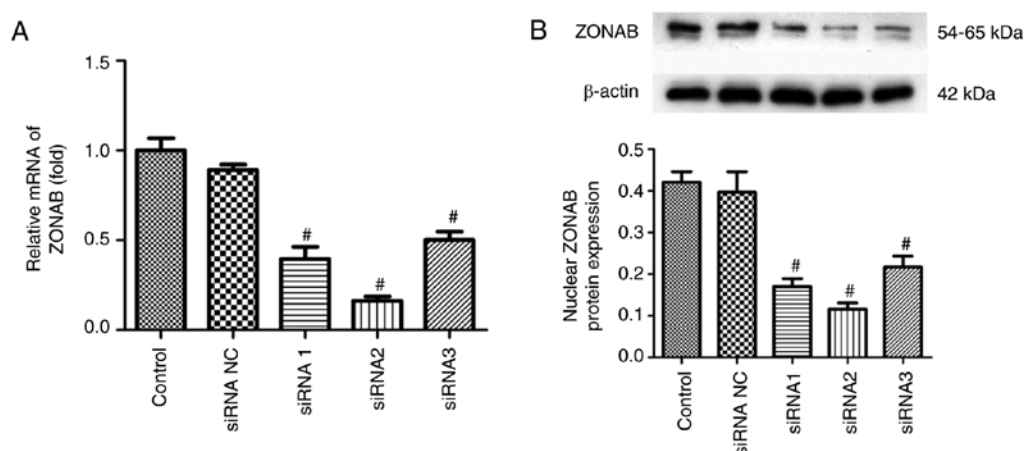 A
Relative mRNA of
ZONAB (fold)
1.5
1.0
0.5
0.0
#
#
#
Control
siRNA NC
siRNA 1
siRNA2
siRNA3
B
ZONAB
54-65 kDa
β-actin
42 kDa
Nuclear ZONAB
protein expression
0.5
0.4
0.3
0.2
0.1
0.0
#
#
#
Control
siRNA NC
siRNA1
siRNA2
siRNA3